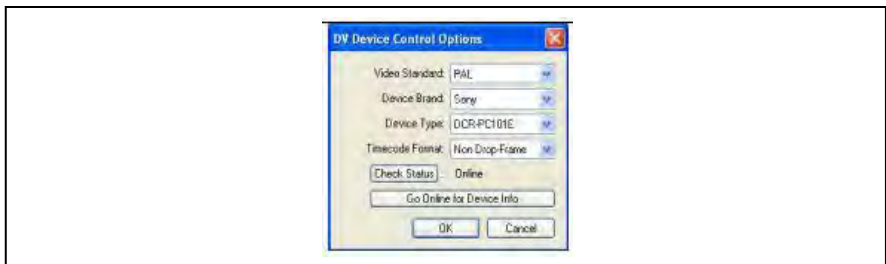 DV Device Control Options
Video Standard: PAL
Device Brand: Sony
Device Type: DCR-PC101E
Timecode Format: Non Drop-Frame
Check Status : Online
Go Online for Device Info
OK Cancel